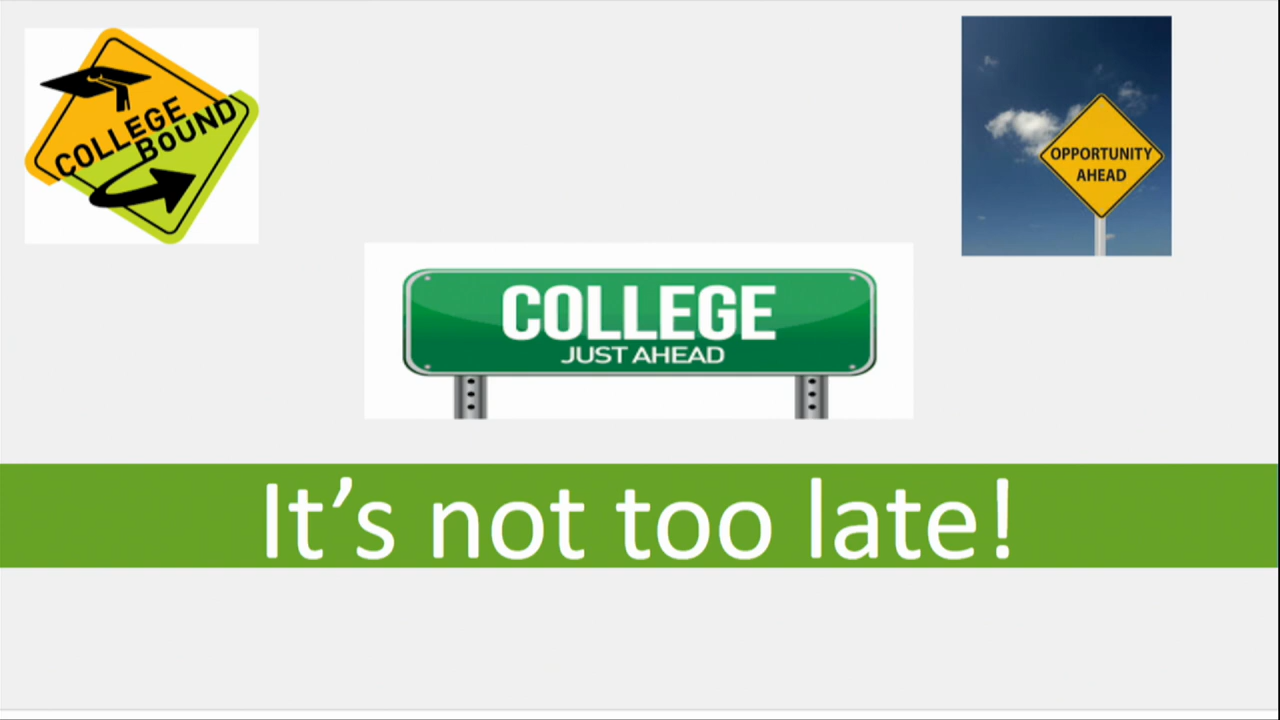 COLLEGE
BOUND
OPPORTUNITY
AHEAD
COLLEGE
JUST AHEAD
It's not too late!